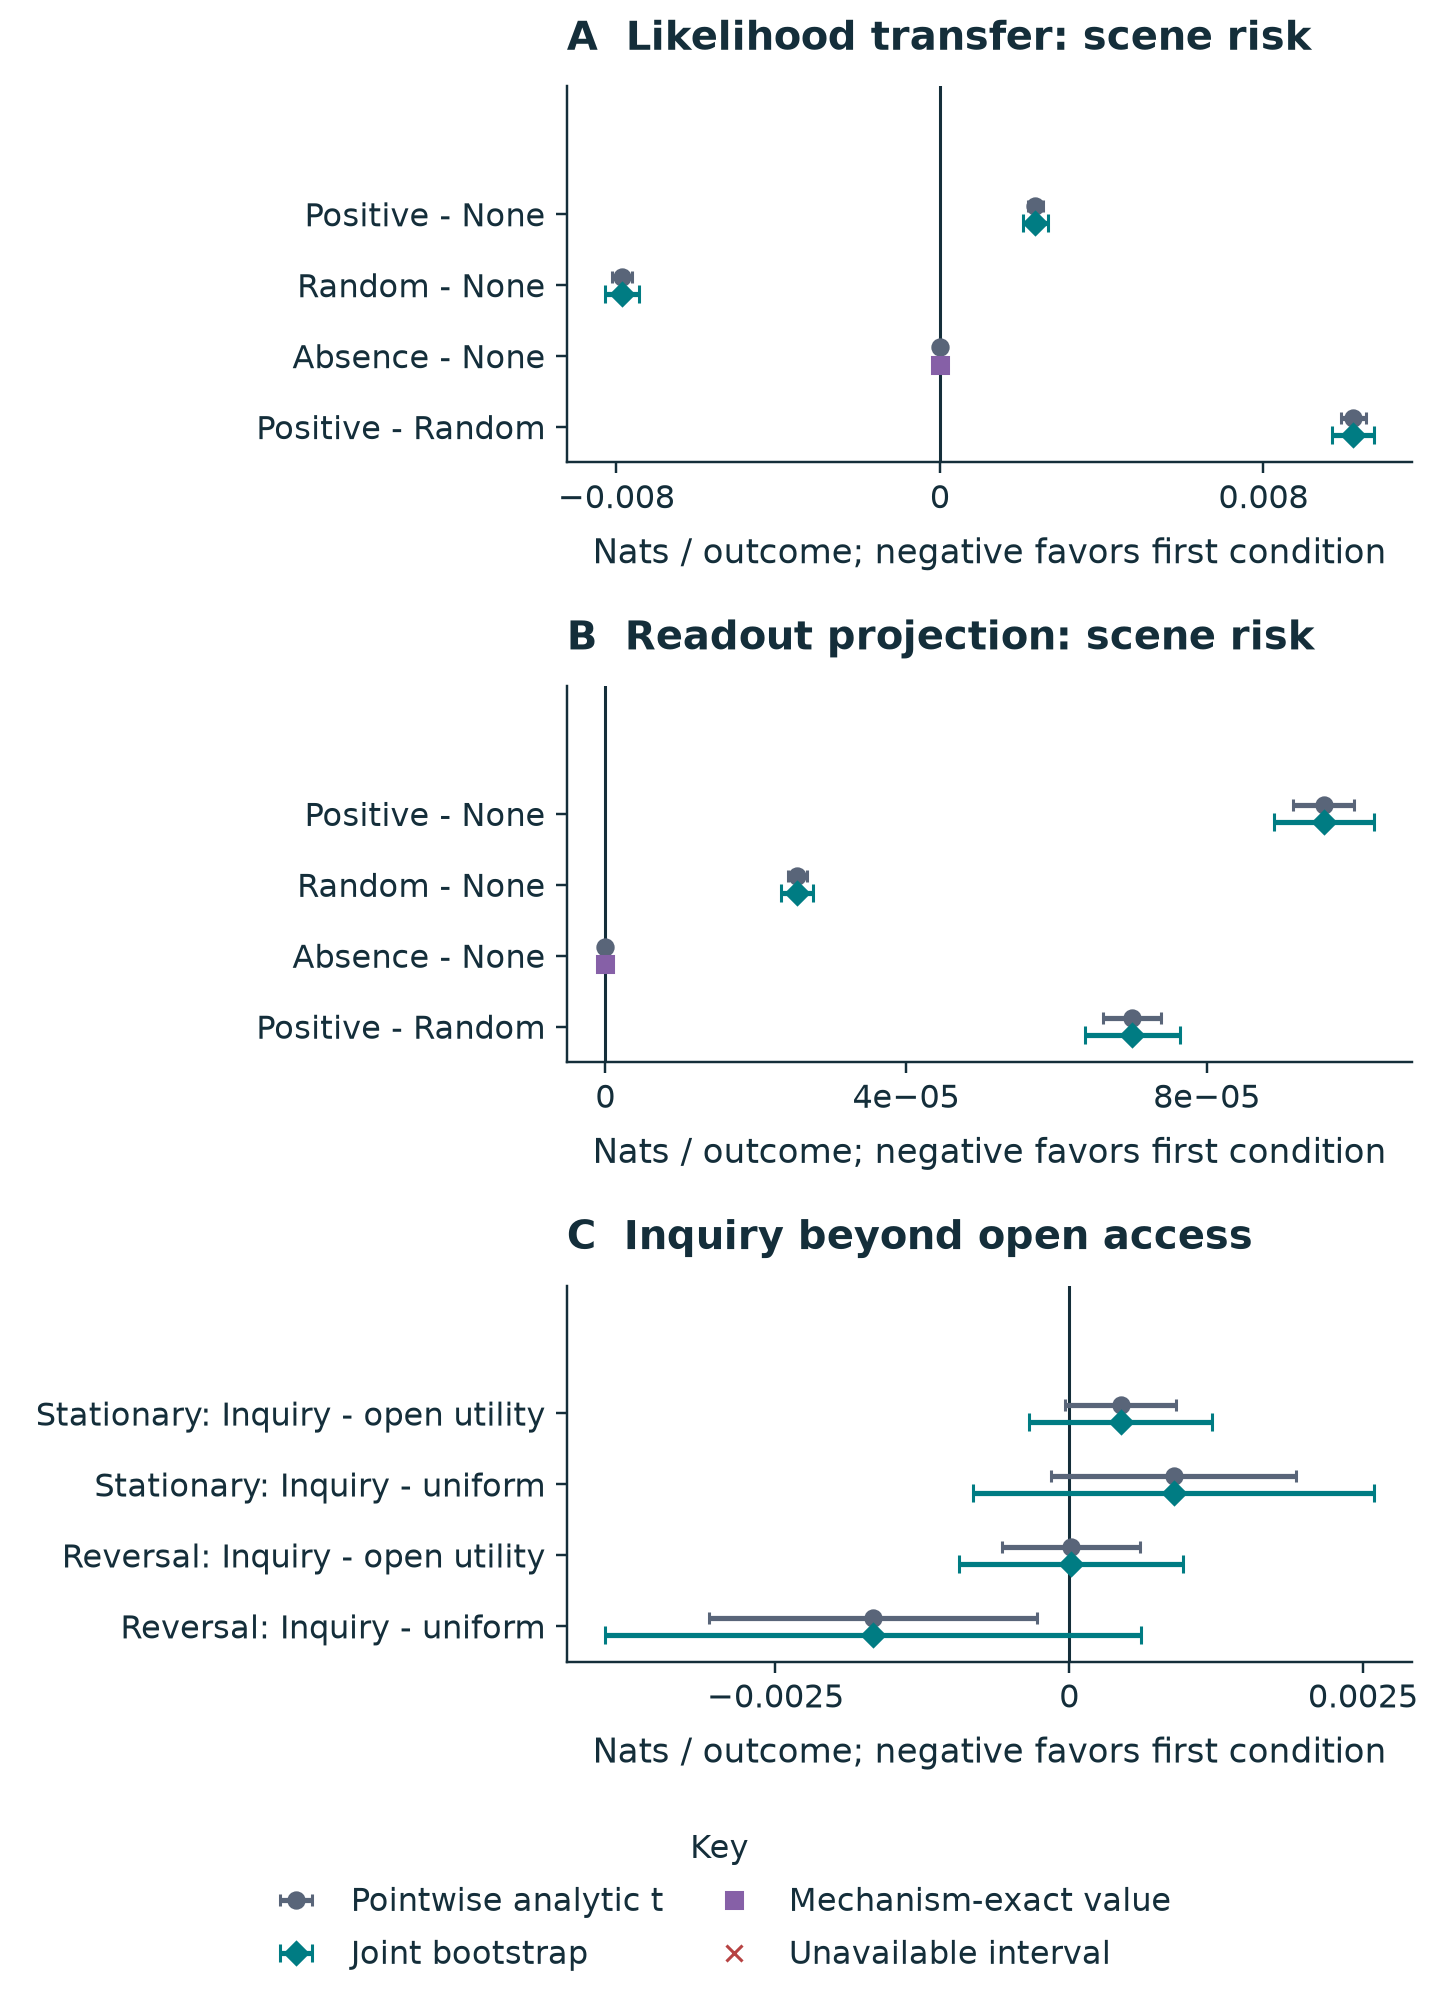 A Likelihood transfer: scene risk
Positive - None
Random - None
Absence - None
Positive - Random
−0.008 0 0.008
Nats / outcome; negative favors first condition
B Readout projection: scene risk
Positive - None
Random - None
Absence - None
Positive - Random
0 4e−05 8e−05
Nats / outcome; negative favors first condition
C Inquiry beyond open access
Stationary: Inquiry - open utility
Stationary: Inquiry - uniform
Reversal: Inquiry - open utility
Reversal: Inquiry - uniform
−0.0025 0 0.0025
Nats / outcome; negative favors first condition
Key
Pointwise analytic t
Joint bootstrap
Mechanism-exact value
Unavailable interval